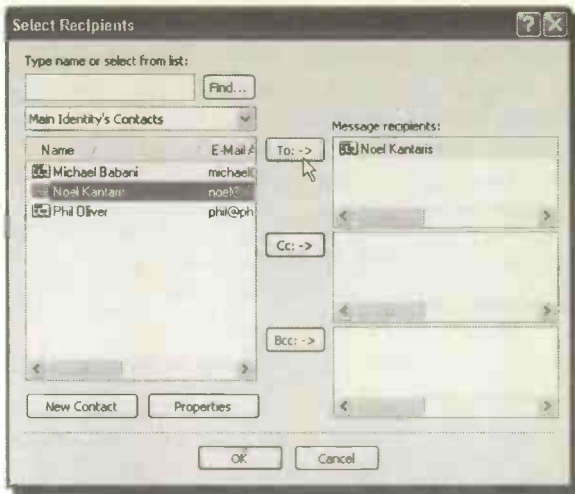 Select Recipients
Type name or select from list:
Find...
Main Identity's Contacts
Name E-Mail A
Michael Babani michael@
Noel Kantaris noel@
Phil Oliver phil@ph
New Contact Properties
To: ->
Cc: ->
Bcc: ->
Message recipients:
Noel Kantaris
OK Cancel